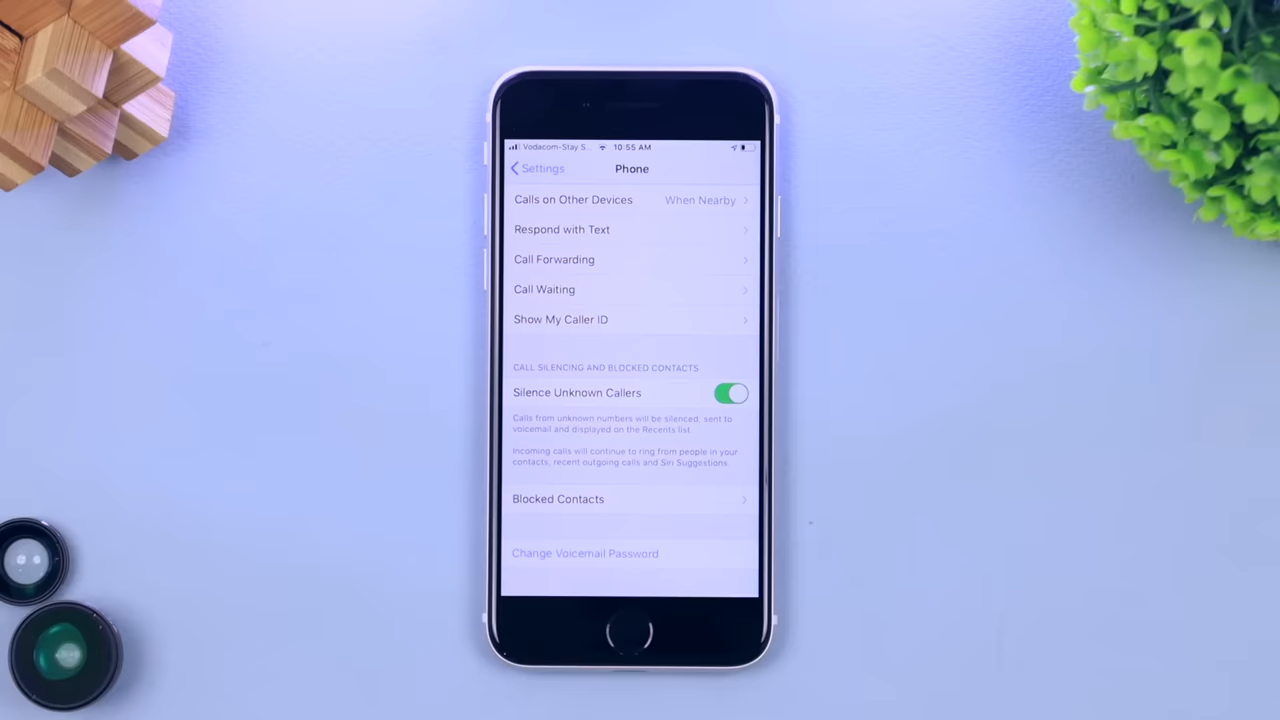 Vodacom-Stay S... 10:55 AM
Settings Phone
Calls on Other Devices When Nearby
Respond with Text
Call Forwarding
Call Waiting
Show My Caller ID
CALL SILENCING AND BLOCKED CONTACTS
Silence Unknown Callers
Calls from unknown numbers will be silenced, sent to
voicemail and displayed on the Recents list.
Incoming calls will continue to ring from people in your
contacts, recent outgoing calls and Siri Suggestions.
Blocked Contacts
Change Voicemail Password